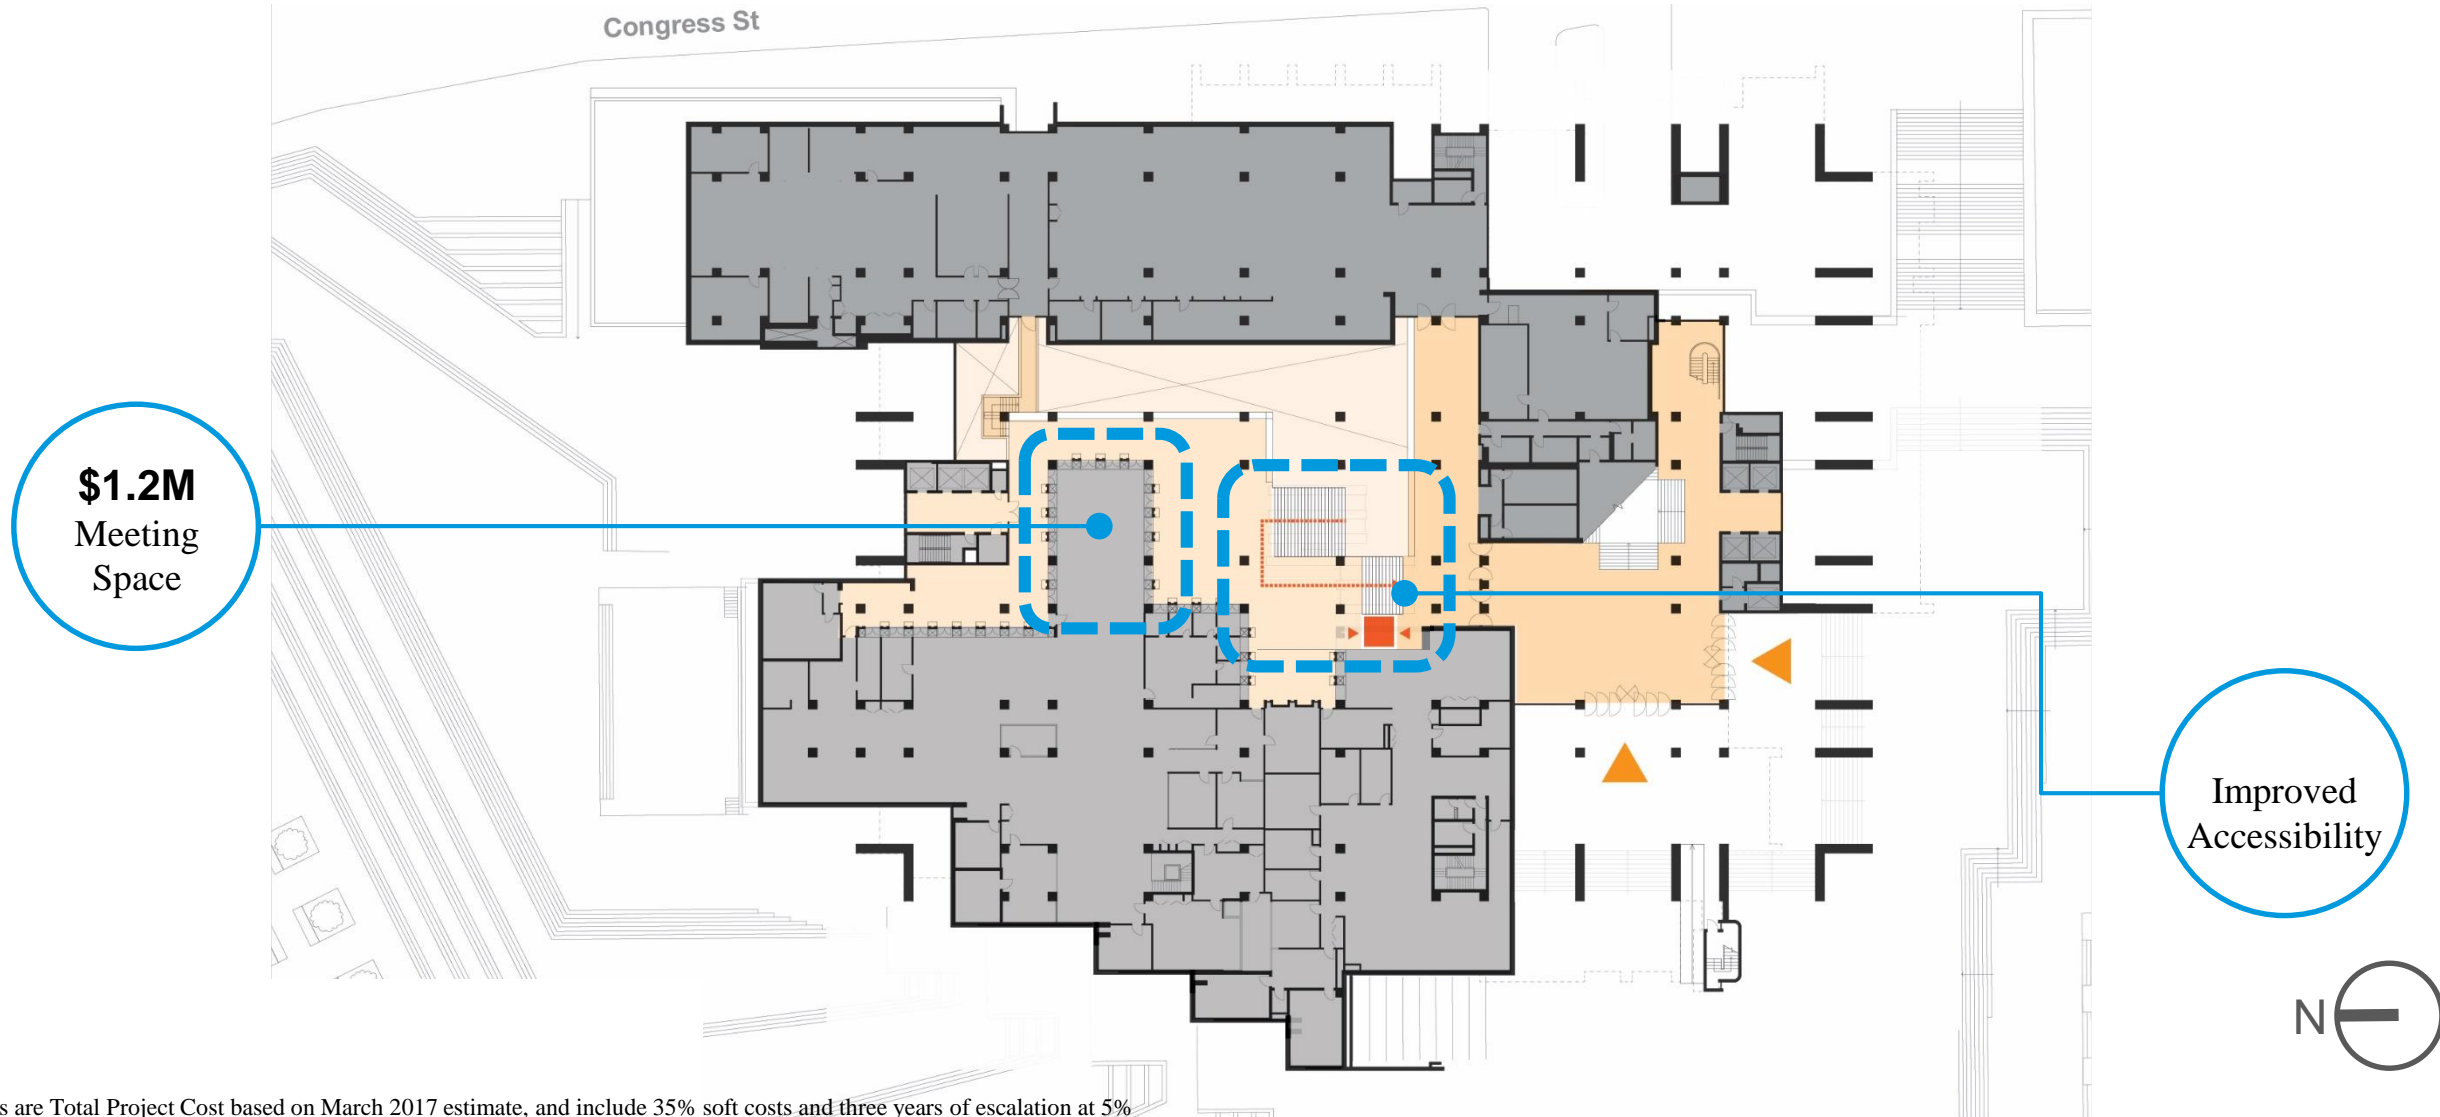 Congress St
$1.2M
Meeting
Space
Improved
Accessibility
N
are Total Project Cost based on March 2017 estimate, and include 35% soft costs and three years of escalation at 5%